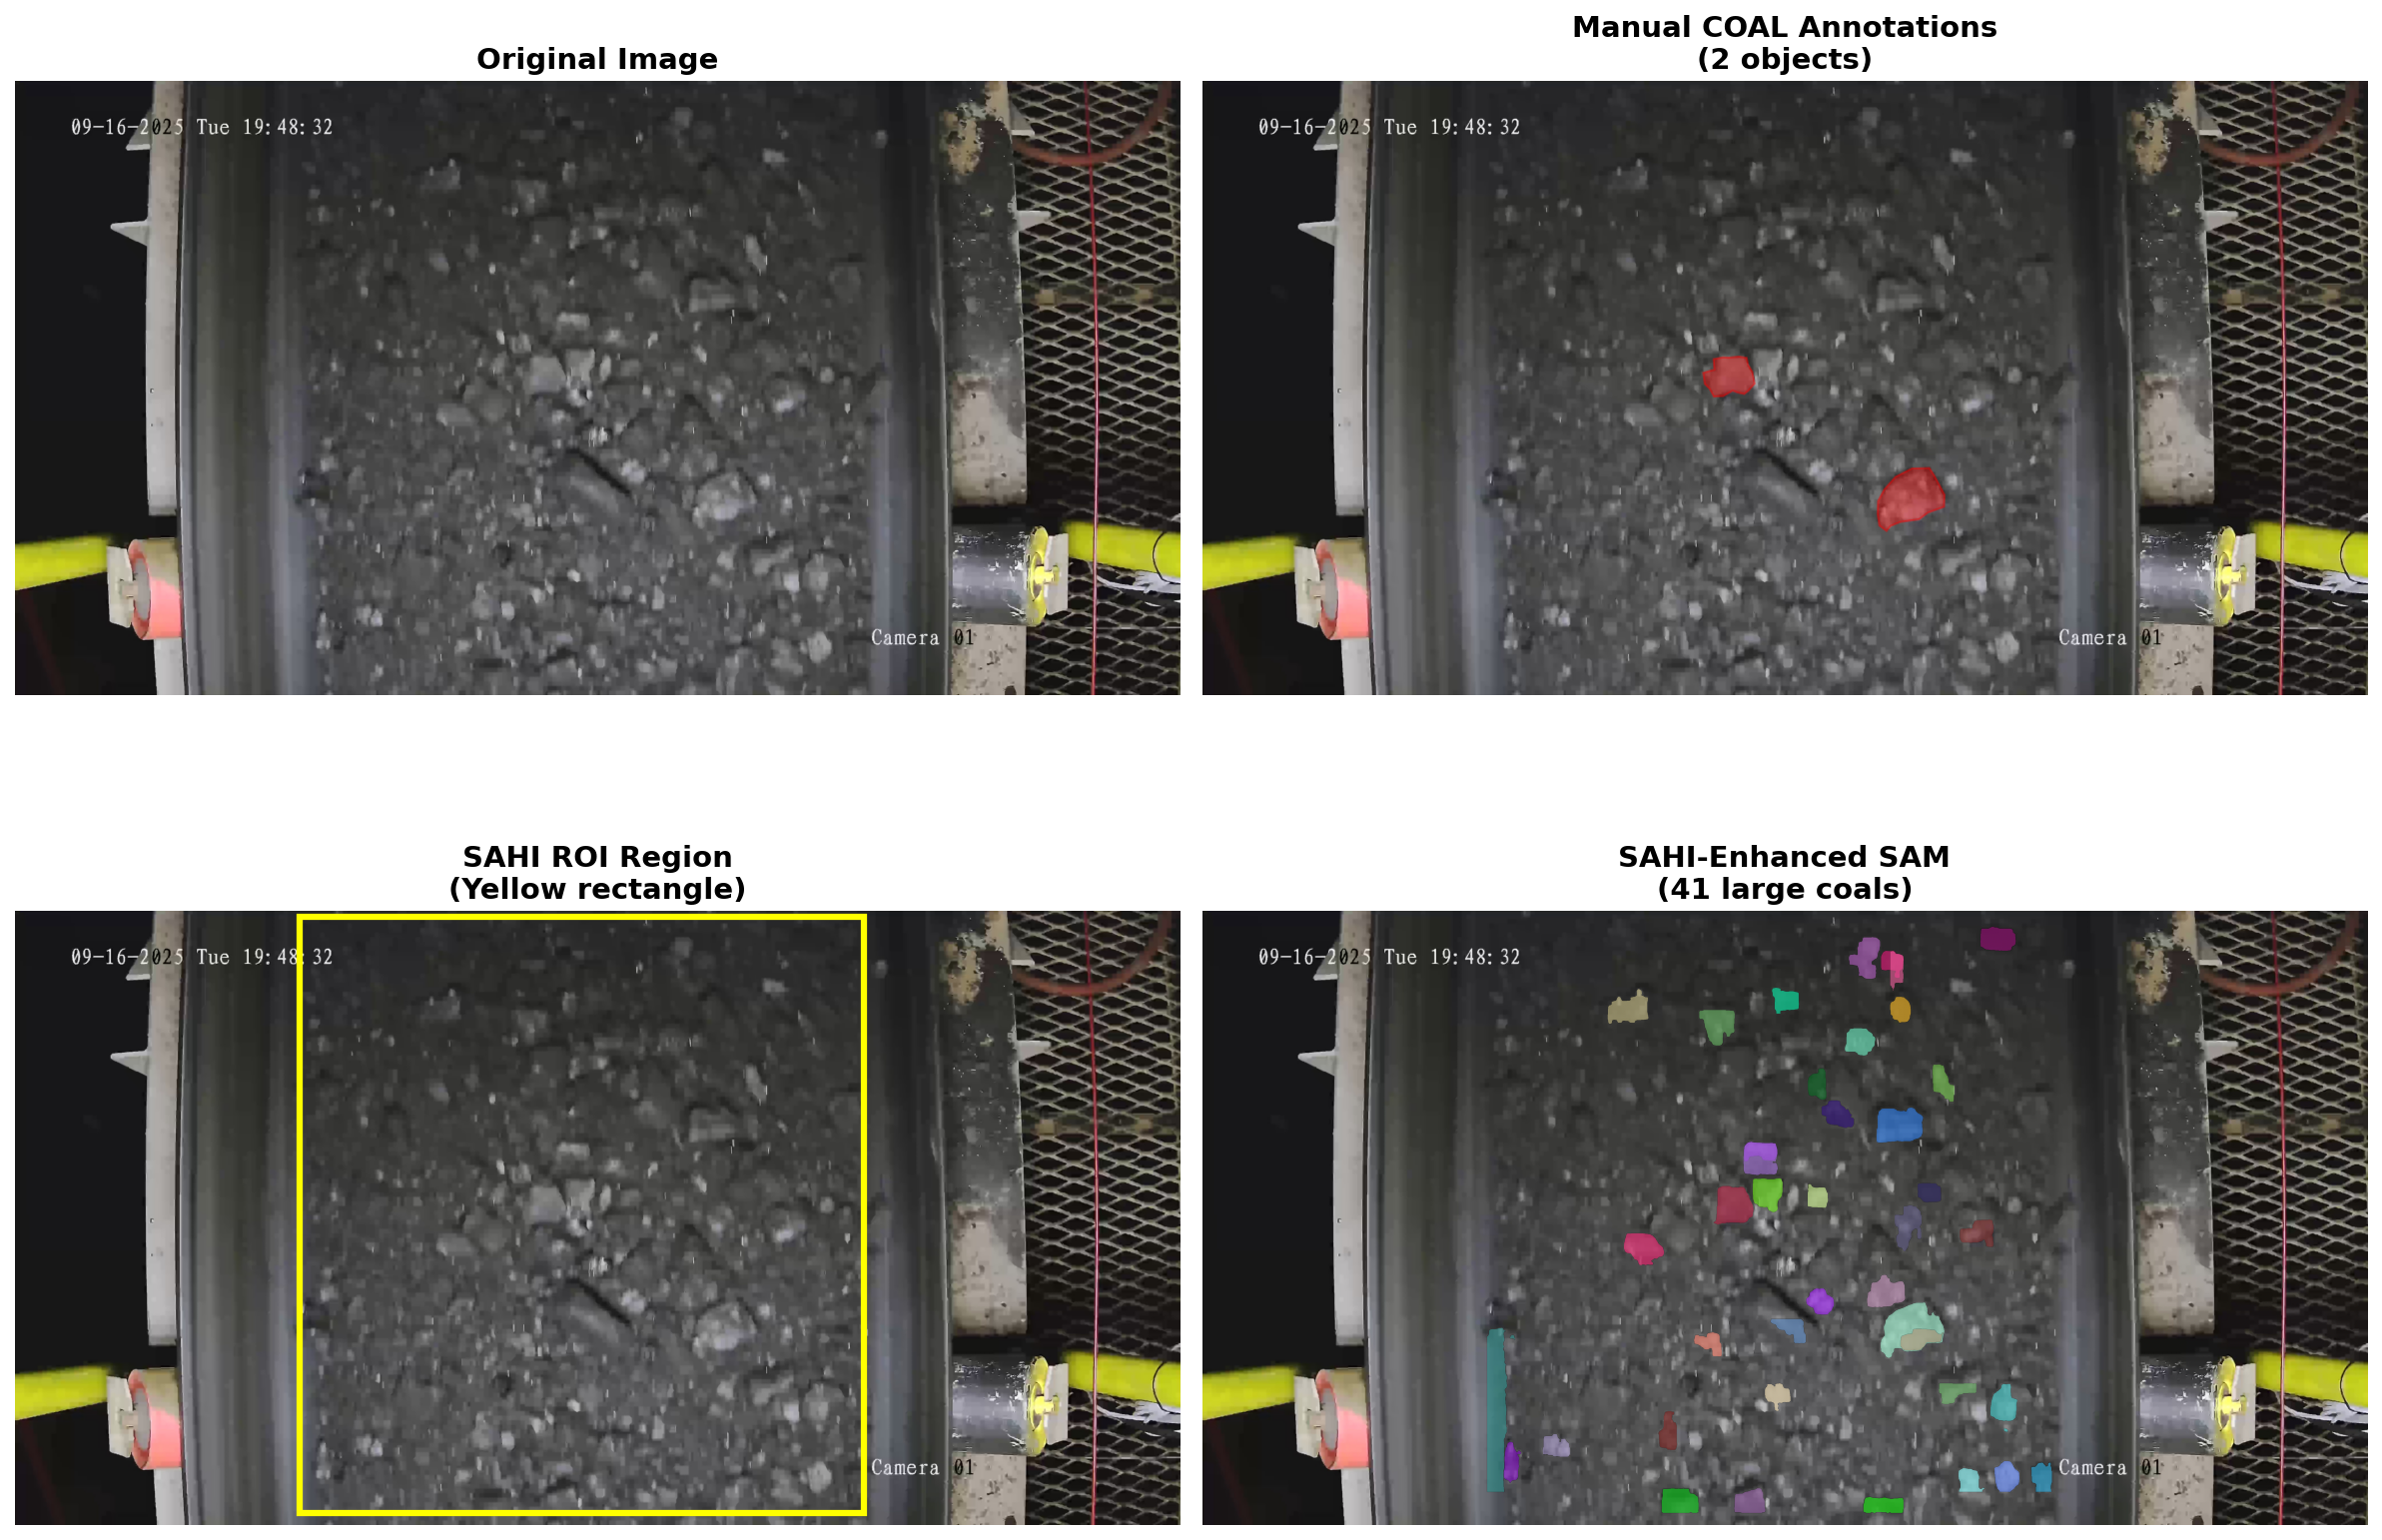 Original Image
09-16-2025 Tue 19:48:32
Camera 01
Manual COAL Annotations
(2 objects)
09-16-2025 Tue 19:48:32
Camera 01
SAHI ROI Region
(Yellow rectangle)
09-16-2025 Tue 19:48:32
Camera 01
SAHI-Enhanced SAM
(41 large coals)
09-16-2025 Tue 19:48:32
Camera 01